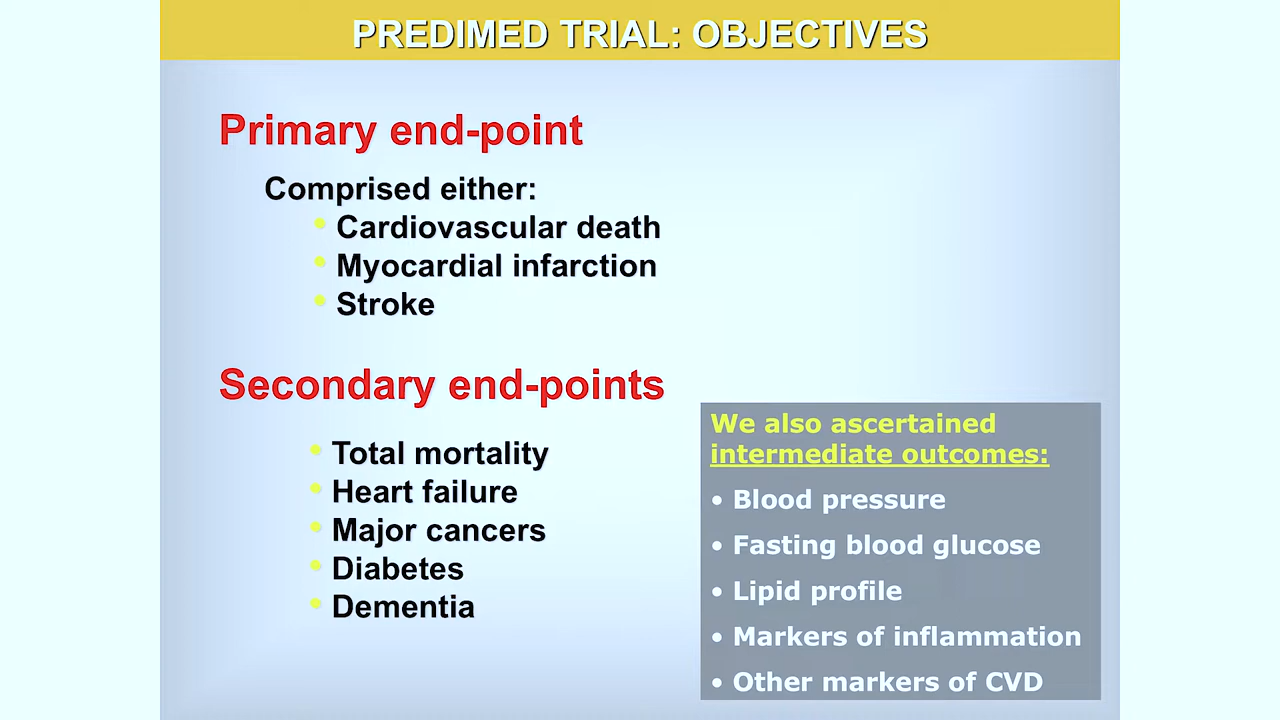 PREDIMED TRIAL: OBJECTIVES
Primary end-point
Comprised either:
• Cardiovascular death
• Myocardial infarction
• Stroke
Secondary end-points
• Total mortality
• Heart failure
• Major cancers
• Diabetes
• Dementia
We also ascertained
intermediate outcomes:
• Blood pressure
• Fasting blood glucose
• Lipid profile
• Markers of inflammation
• Other markers of CVD